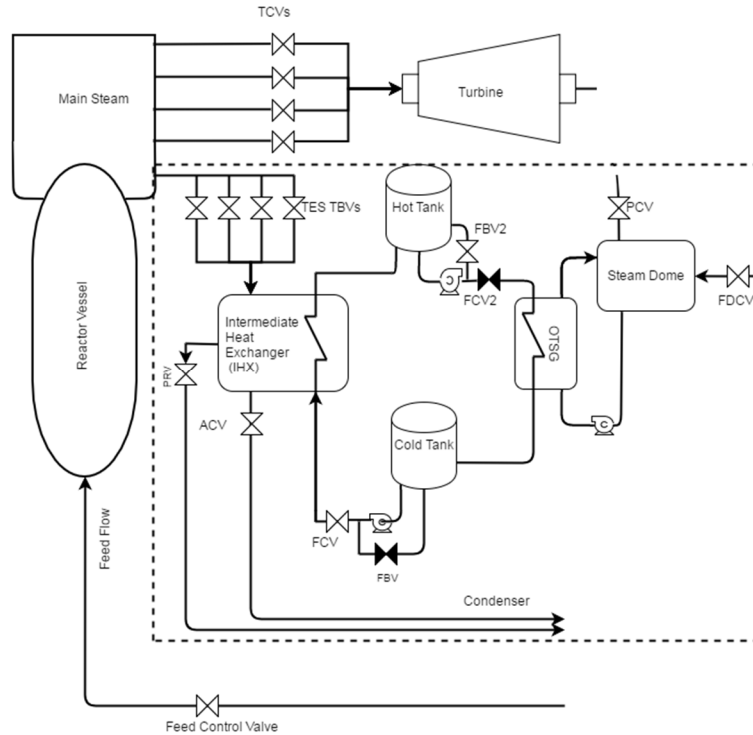 TCVs
Main Steam
Turbine
TES TBVs
Hot Tank
FBV2
PCV
Steam Dome
FDCV
C
FCV2
Reactor Vessel
Intermediate
Heat
Exchanger
(IHX)
OTSG
PRV
ACV
Cold Tank
C
FCV
FBV
Feed Flow
Condenser
Feed Control Valve